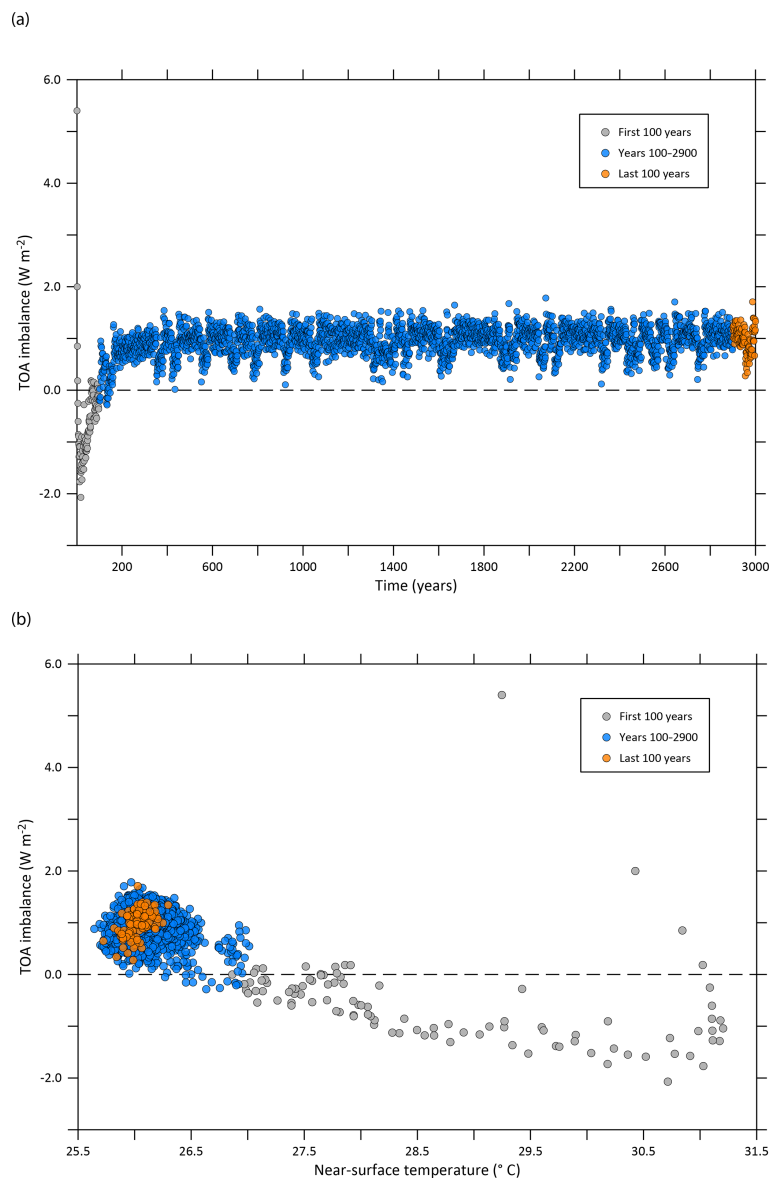 (a)
6.0
4.0
2.0
0.0
-2.0
TOA imbalance (W m-2)
First 100 years
Years 100-2900
Last 100 years
200 600 1000 1400 1800 2200 2600 3000
Time (years)
(b)
6.0
4.0
2.0
0.0
-2.0
TOA imbalance (W m-2)
First 100 years
Years 100-2900
Last 100 years
25.5 26.5 27.5 28.5 29.5 30.5 31.5
Near-surface temperature (° C)